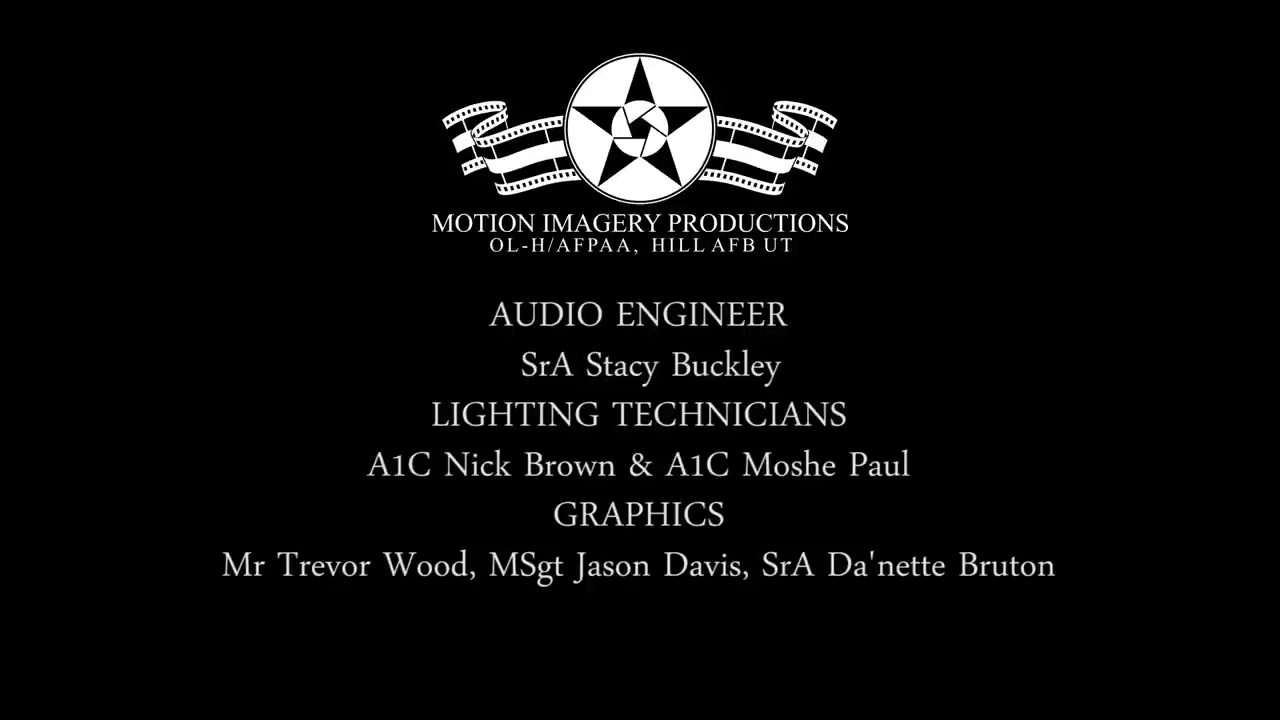 MOTION IMAGERY PRODUCTIONS
OL-H/AFPAA, HILL AFB UT
AUDIO ENGINEER
SrA Stacy Buckley
LIGHTING TECHNICIANS
A1C Nick Brown & A1C Moshe Paul
GRAPHICS
Mr Trevor Wood, MSgt Jason Davis, SrA Da'nette Bruton